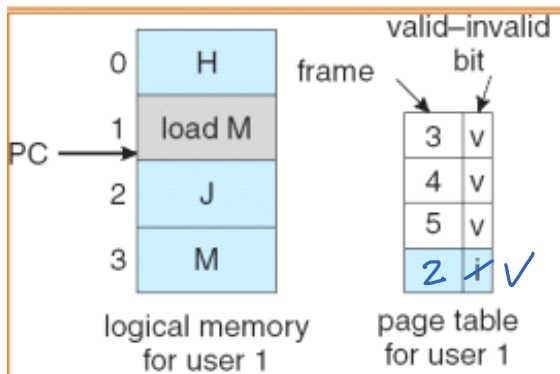 valid–invalid
bit
frame
0 H
1 load M
PC
2 J
3 M
3 v
4 v
5 v
2 i V
logical memory
for user 1
page table
for user 1